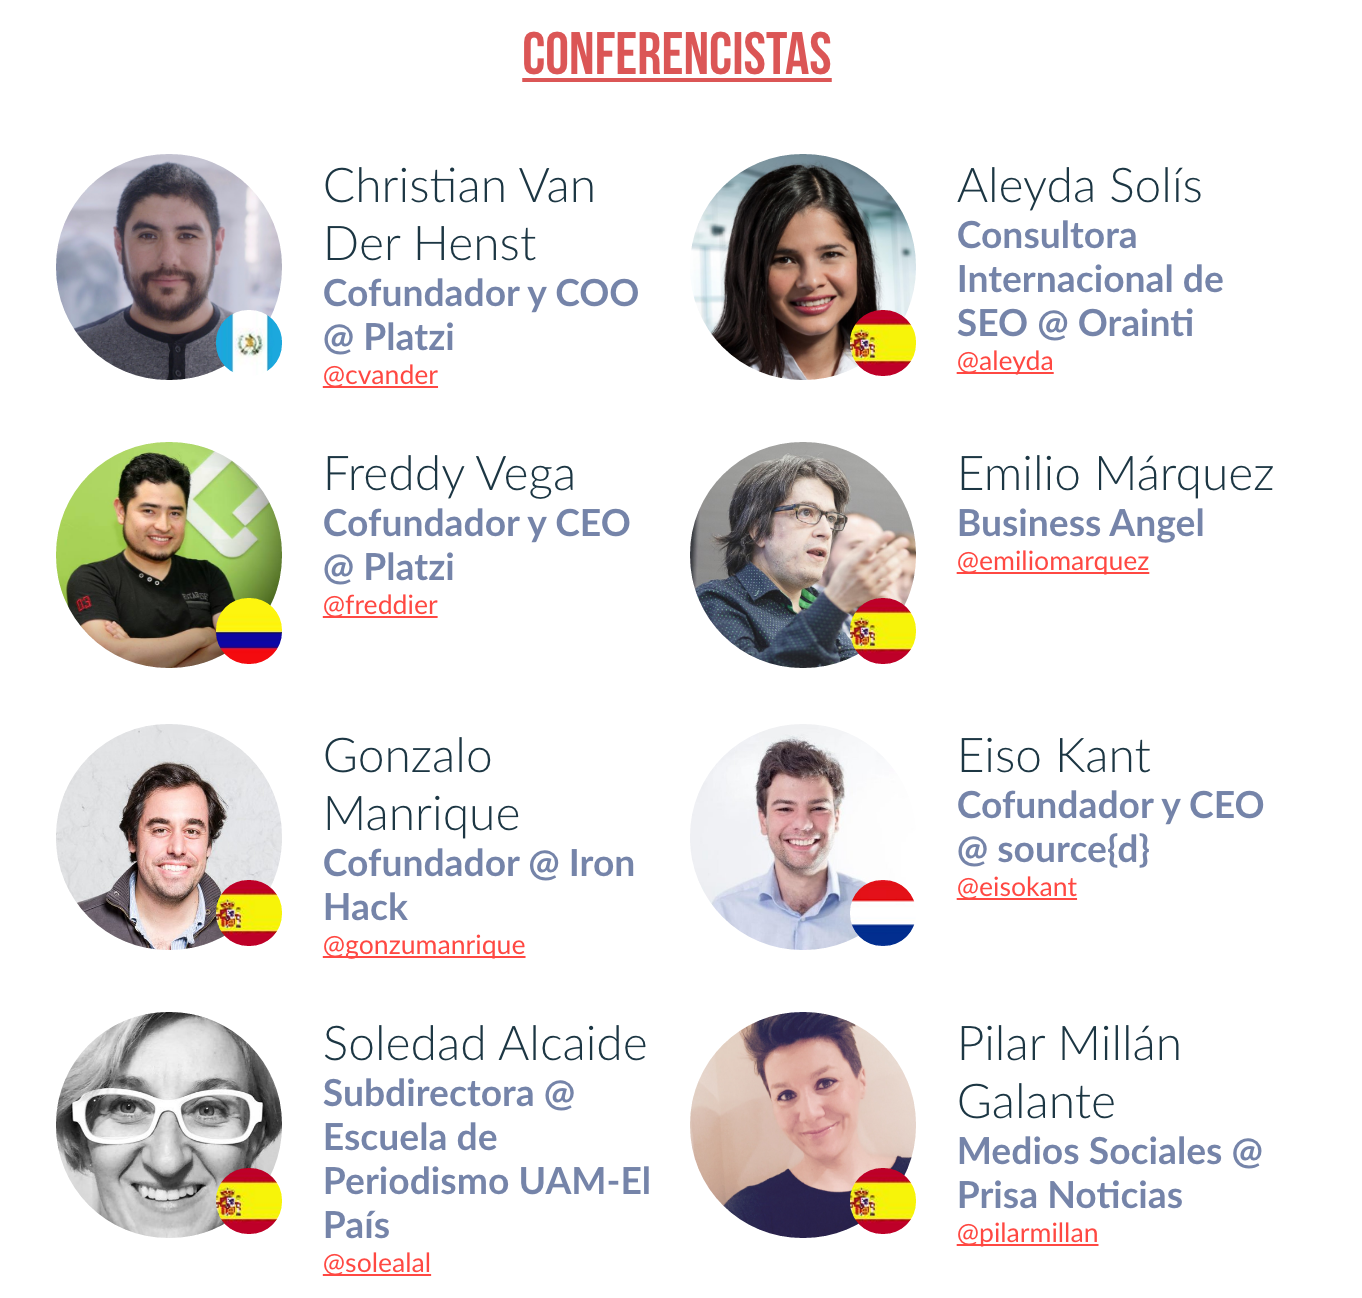 CONFERENCISTAS
Christian Van
Der Henst
Cofundador y COO
@ Platzi
@cvander
Aleyda Solís
Consultora
Internacional de
SEO @ Orainti
@aleyda
Freddy Vega
Cofundador y CEO
@ Platzi
@freddier
Emilio Márquez
Business Angel
@emiliomarquez
Gonzalo
Manrique
Cofundador @ Iron
Hack
@gonzumanrique
Eiso Kant
Cofundador y CEO
@ source{d}
@eisokant
Soledad Alcaide
Subdirectora @
Escuela de
Periodismo UAM-El
País
@solealal
Pilar Millán
Galante
Medios Sociales @
Prisa Noticias
@pilarmillan